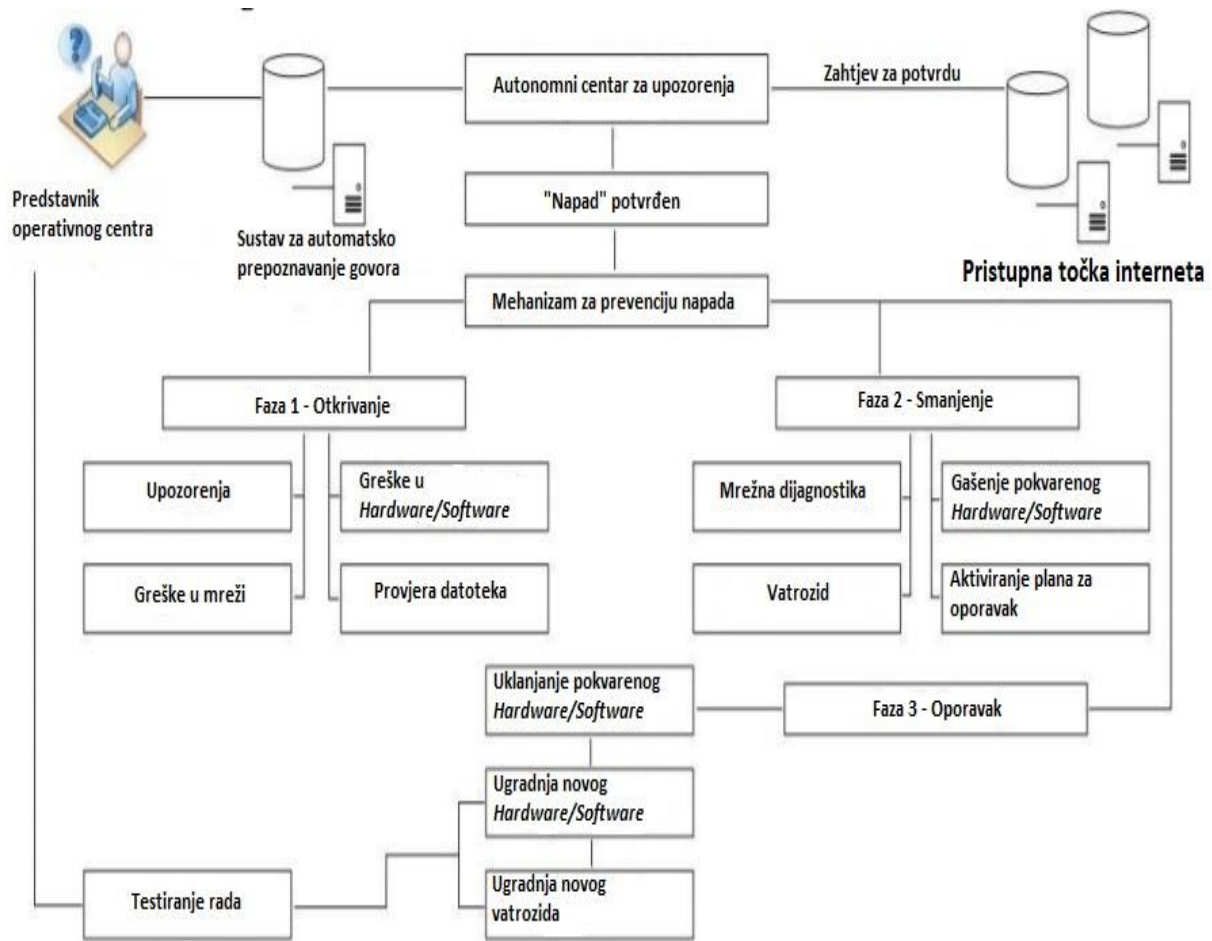 Autonomni centar za upozorenja
Zahtjev za potvrdu
Predstavnik
operativnog centra
Sustav za automatsko
prepoznavanje govora
"Napad" potvrđen
Pristupna točka interneta
Mehanizam za prevenciju napada
Faza 1 - Otkrivanje
Faza 2 - Smanjenje
Upozorenja
Greške u
Hardware/Software
Mrežna dijagnostika
Gašenje pokvarenog
Hardware/Software
Greške u mreži
Provjera datoteka
Vatrozid
Aktiviranje plana za
oporavak
Uklanjanje pokvarenog
Hardware/Software
Faza 3 - Oporavak
Ugradnja novog
Hardware/Software
Testiranje rada
Ugradnja novog
vatrozida